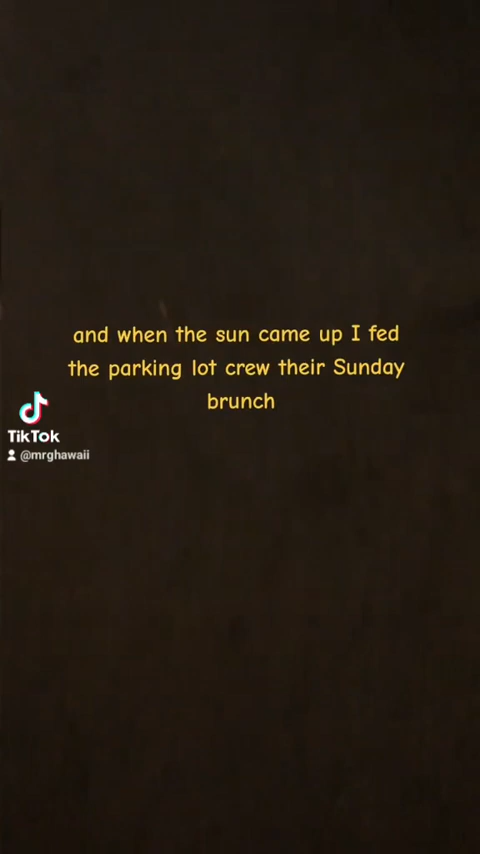 and when the sun came up I fed
the parking lot crew their Sunday
brunch
TikTok
@mrghawaii